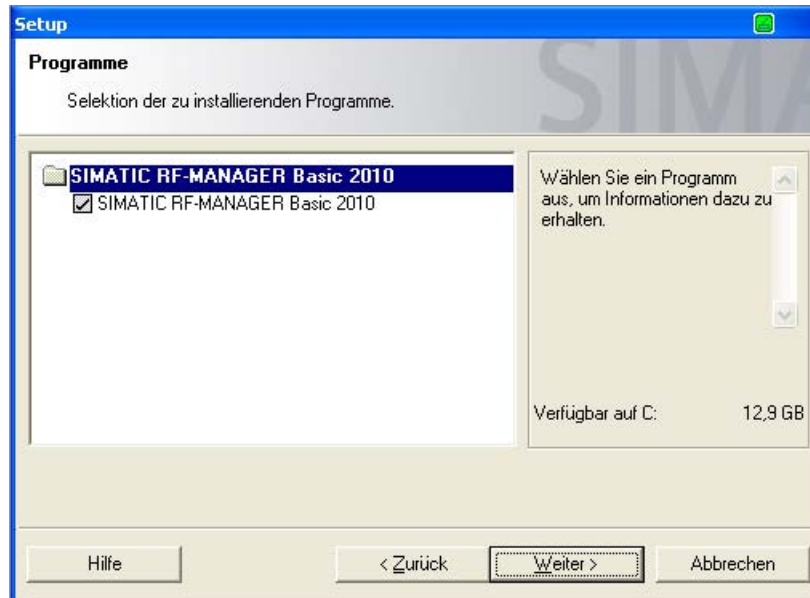 Setup
Programme
Selektion der zu installierenden Programme.
SIMA
SIMATIC RF-MANAGER Basic 2010
SIMATIC RF-MANAGER Basic 2010
Wählen Sie ein Programm
aus, um Informationen dazu zu
erhalten.
Verfügbar auf C: 12,9 GB
Hilfe
< Zurück
Weiter >
Abbrechen